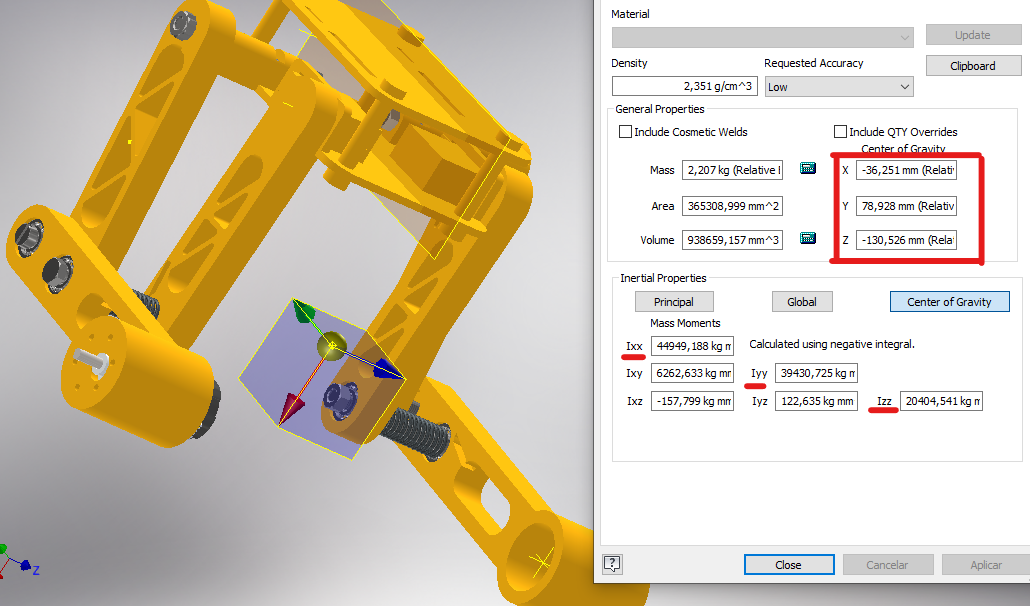 Material
Update
Density
Requested Accuracy
Clipboard
2,351 g/cm^3
Low
General Properties
Include Cosmetic Welds
Include QTY Overrides
Center of Gravity
Mass
2,207 kg (Relative
X
-36,251 mm (Relati
Area
365308,999 mm^2
Y
78,928 mm (Relativ
Volume
938659,157 mm^3
Z
-130,526 mm (Rela
Inertial Properties
Principal
Global
Center of Gravity
Mass Moments
Ixx
44949,188 kg m
Calculated using negative integral.
Ixy
6262,633 kg mm
Iyy
39430,725 kg m
Ixz
-157,799 kg mm
Iyz
122,635 kg mm
Izz
20404,541 kg m
Z
?
Close
Cancelar
Aplicar